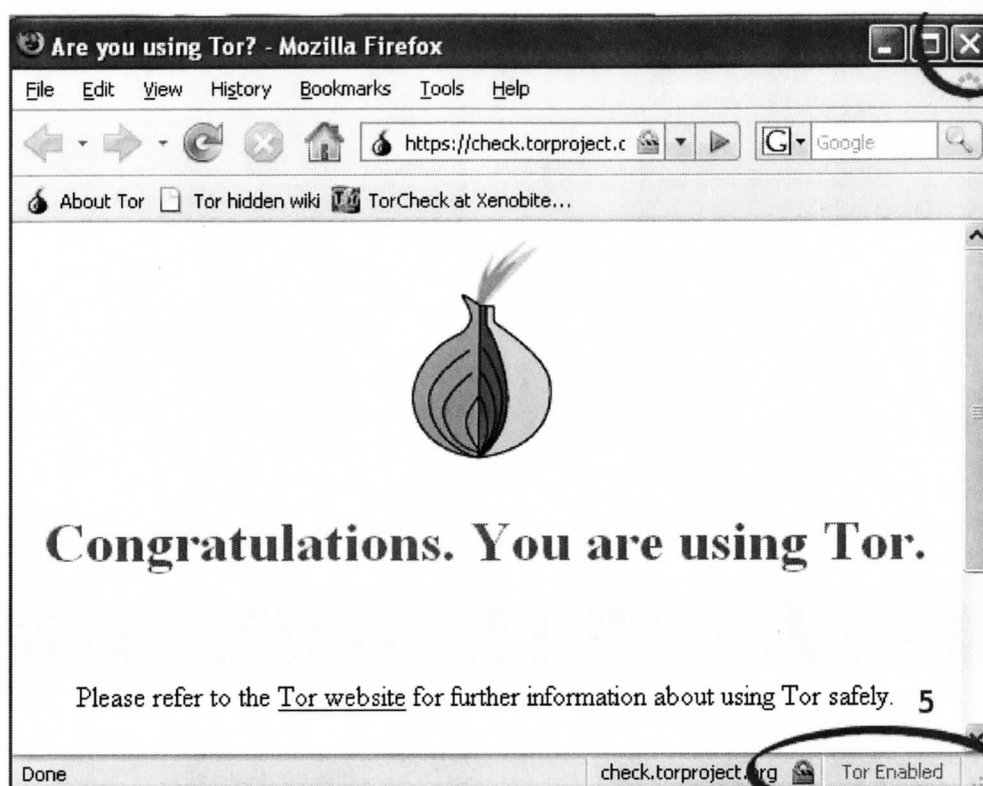 Are you using Tor? - Mozilla Firefox
File Edit View History Bookmarks Tools Help
https://check.torproject.c G Google
About Tor Tor hidden wiki TorCheck at Xenobite...
Congratulations. You are using Tor.
Please refer to the Tor website for further information about using Tor safely. 5
Done check.torproject.org Tor Enabled